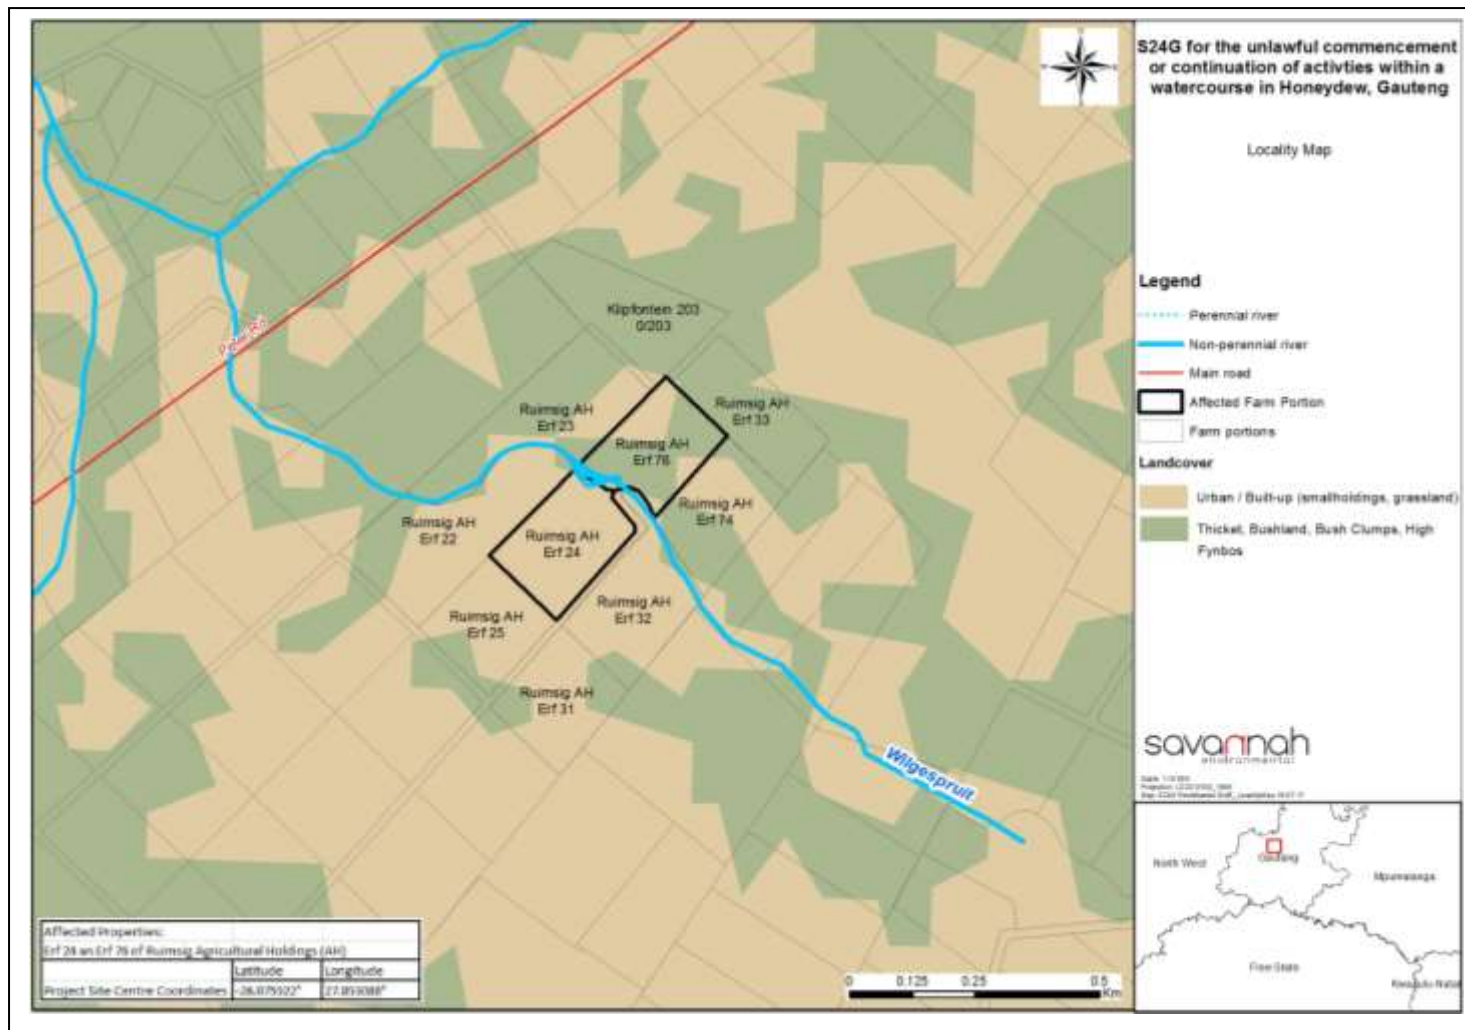 S24G for the unlawful commencement
or continuation of activties within a
watercourse in Honeydew, Gauteng
Locality Map
Legend
Perennial river
Non-perennial river
Main road
Affected Farm Portion
Farm portions
Landcover
Urban / Built-up (smallholdings, grassland)
Thicket, Bushland, Bush Clumps, High
Fynbos
Klipfontein 203
0/203
Ruimsig AH
Erf 23
Ruimsig AH
Erf 33
Ruimsig AH
Erf 76
Ruimsig AH
Erf 74
Ruimsig AH
Erf 22
Ruimsig AH
Erf 24
Ruimsig AH
Erf 25
Ruimsig AH
Erf 32
Ruimsig AH
Erf 31
Wilgespruit
savannah
environmental
North West
Gauteng
Mpumalanga
Free State
Kwazulu-Natal
Affected Properties:
an Erf 76 of Ruimsig Agricultural Holdings (AH)
Latitude Longitude
Project Site Centre Coordinates
0 0.125 0.25 0.5
Km